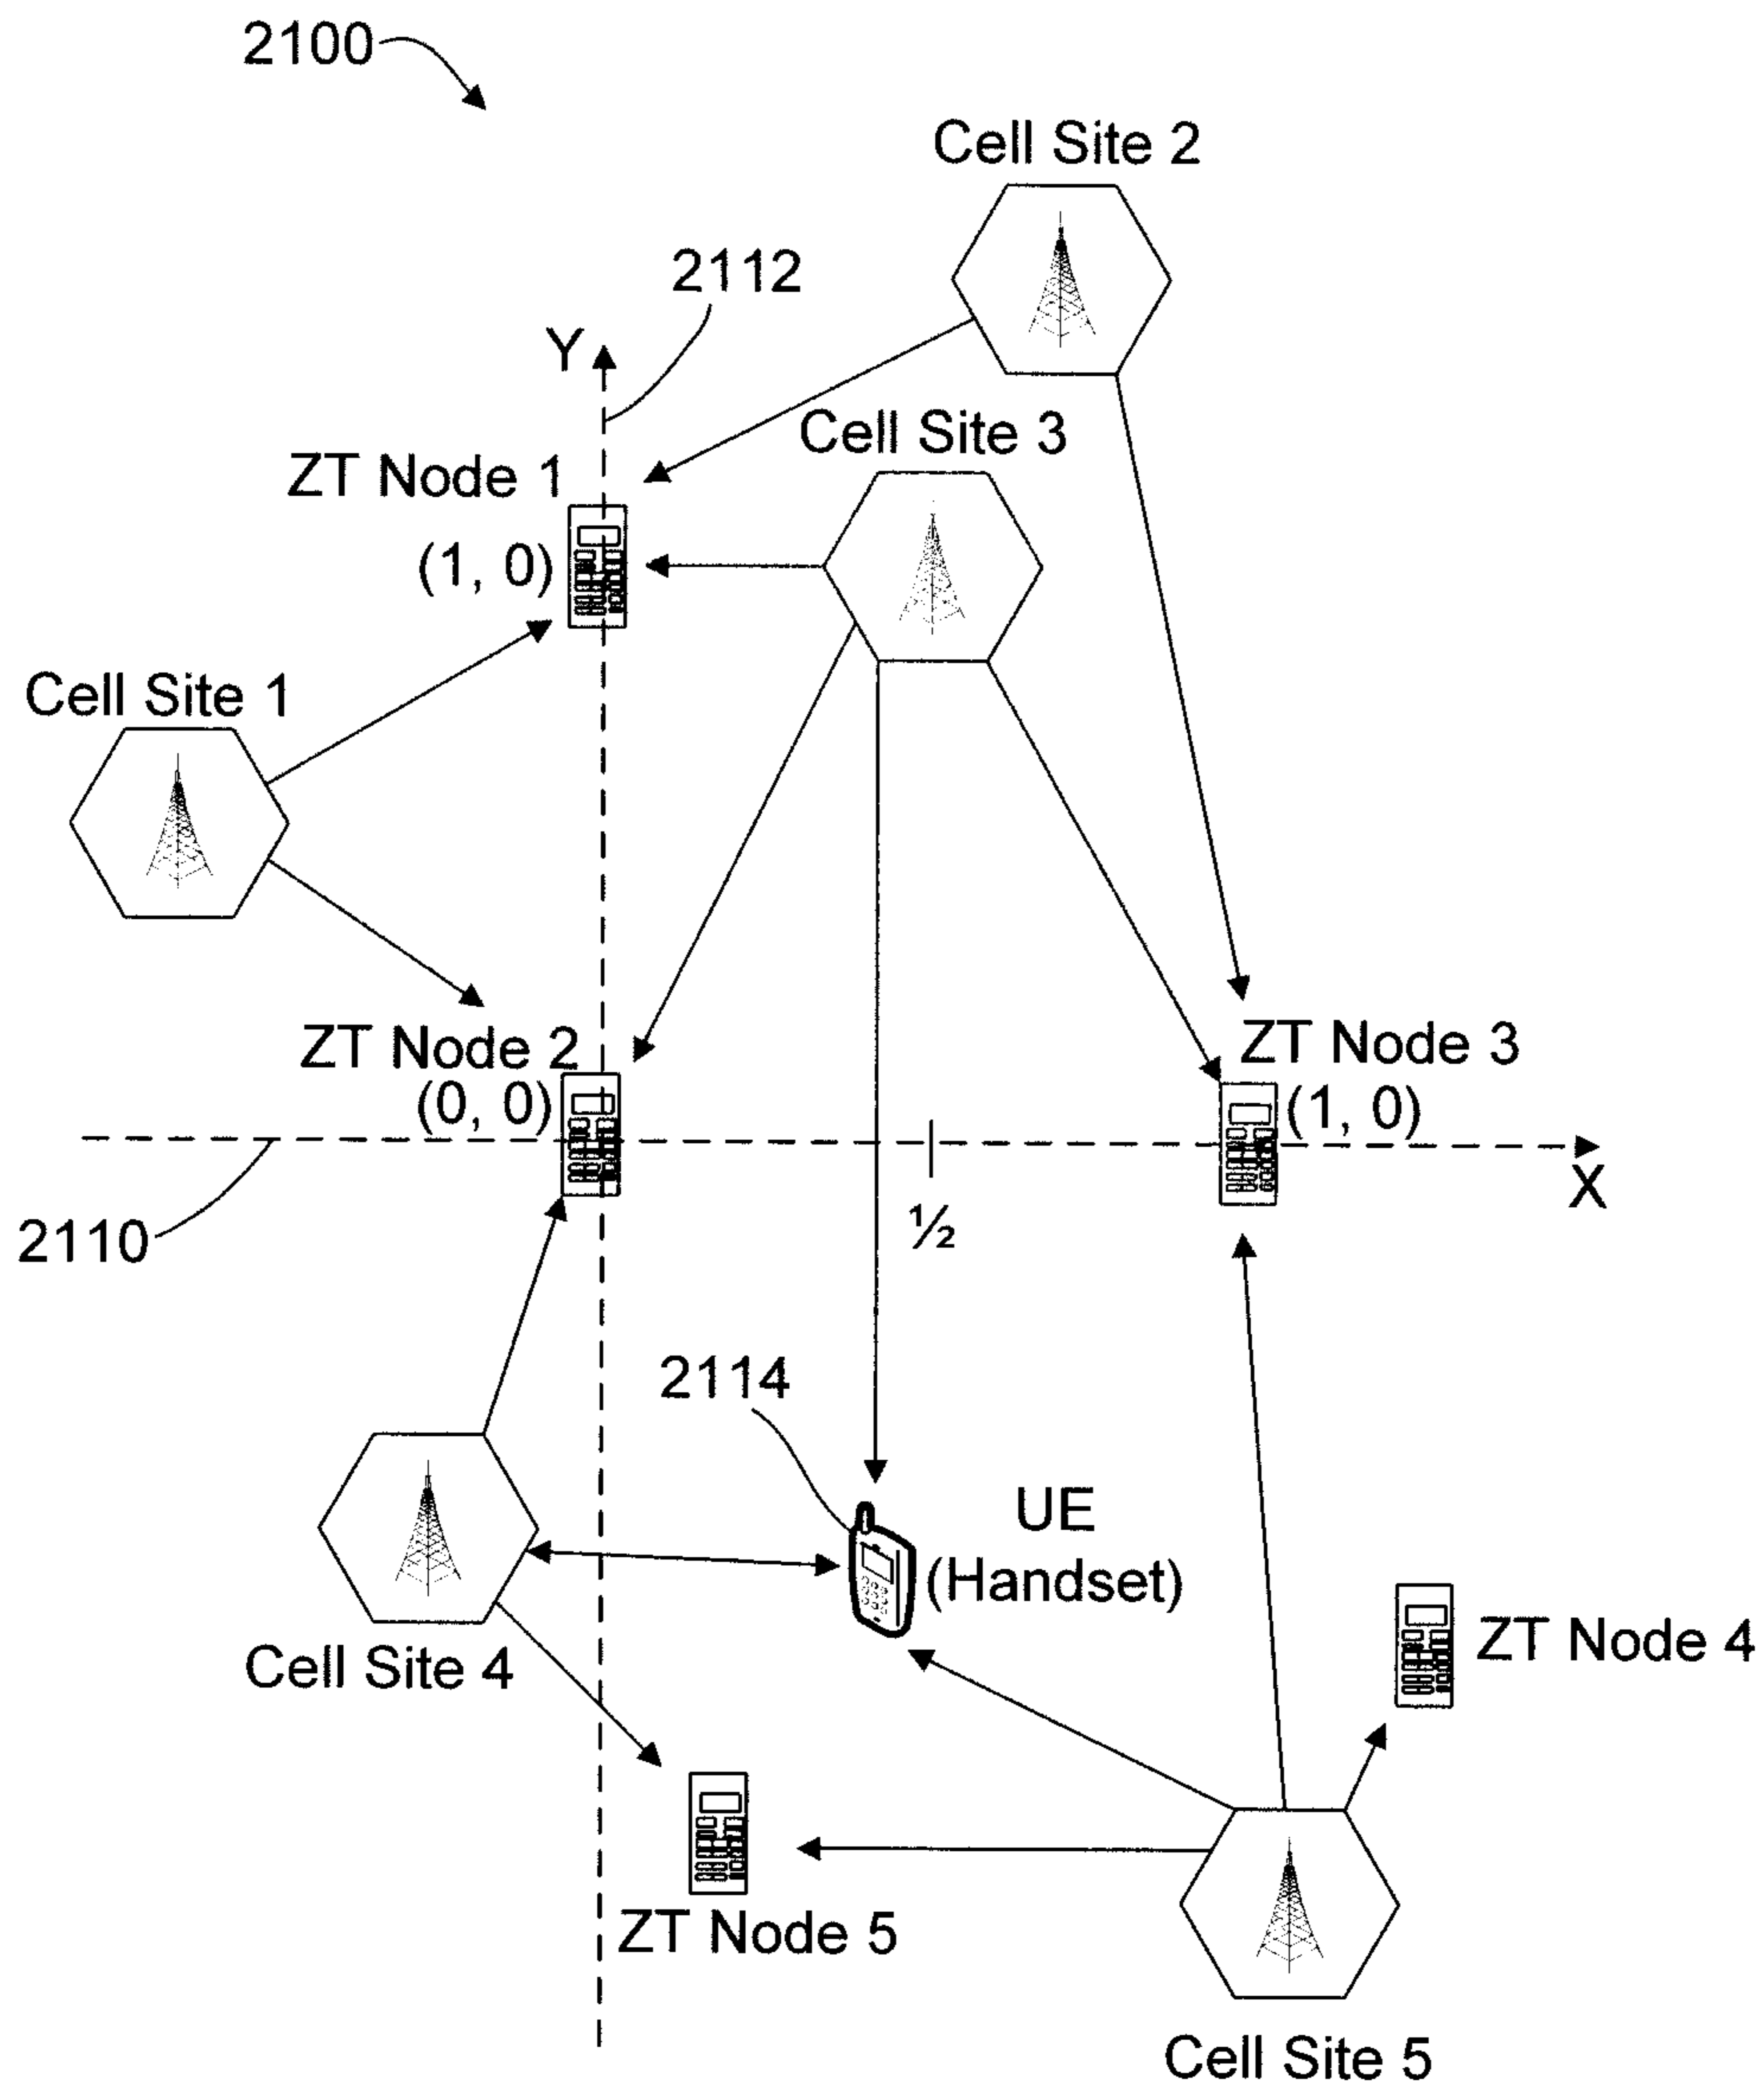 2100
Cell Site 2
2112
Y
Cell Site 3
ZT Node 1
(1, 0)
Cell Site 1
ZT Node 2
(0, 0)
ZT Node 3
(1, 0)
X
½
2110
2114
UE
(Handset)
ZT Node 4
Cell Site 4
ZT Node 5
Cell Site 5